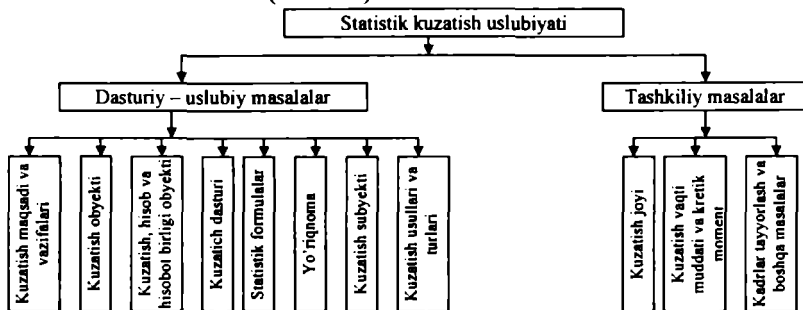 Statistik kuzatish uslubiyati
Dasturiy – uslubiy masalalar
Tashkiliy masalalar
Kuzatish maqsadi va
vazifalari
Kuzatish obyekti
Kuzatish, hisob va
hisobol birligi obyekti
Kuzatich dasturi
Statistik formulalar
Yo’riqnoma
Kuzatish subyekti
Kuzatish usullari va
turlari
Kuzatish joyi
Kuzatish vaqti
muddati va kretik
moment
Kadrlar tayyorlash va
boshqa masalalar